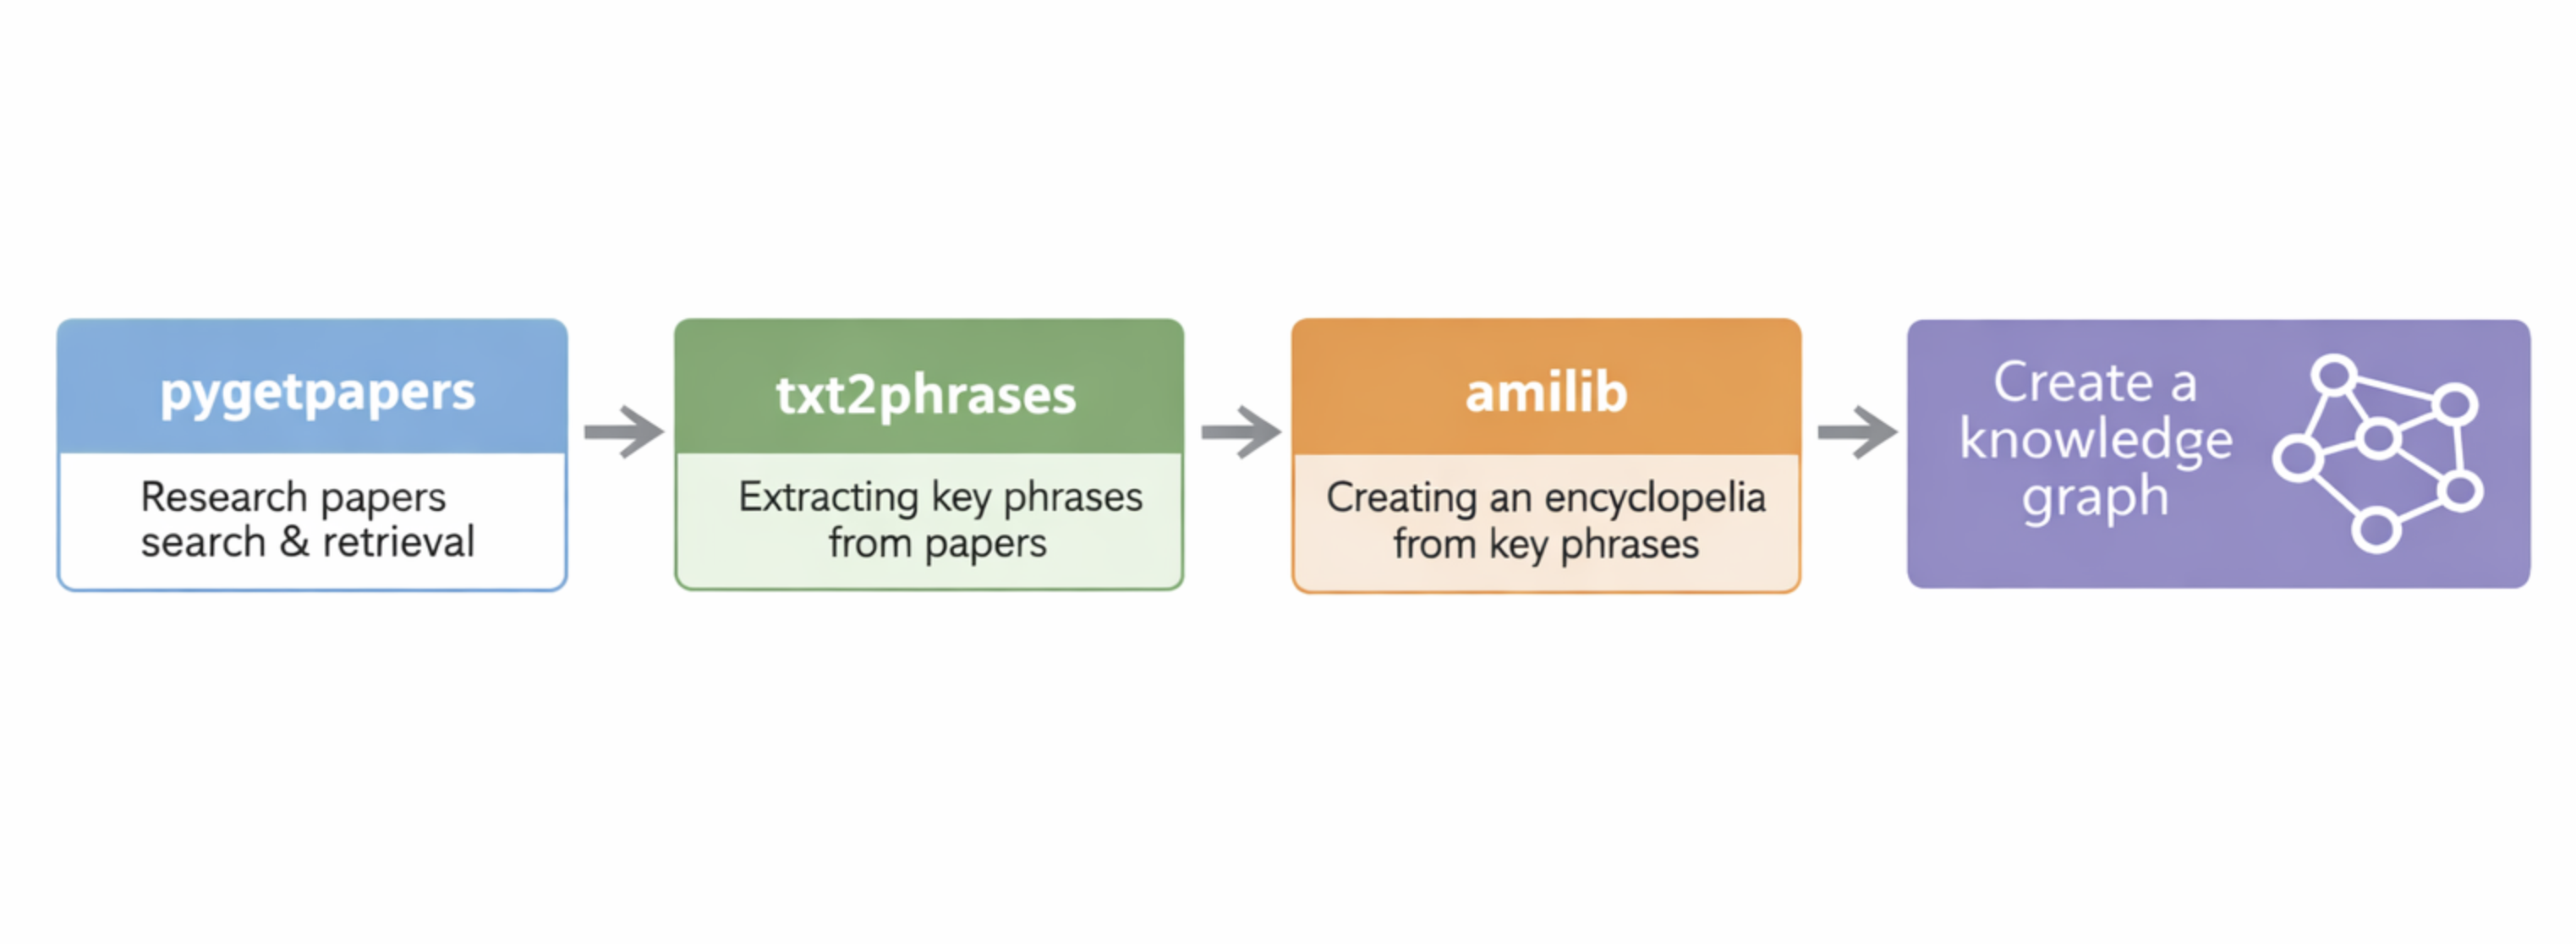 pygetpapers
Research papers
search & retrieval
txt2phrases
Extracting key phrases
from papers
amilib
Creating an encyclopelia
from key phrases
Create a
knowledge
graph